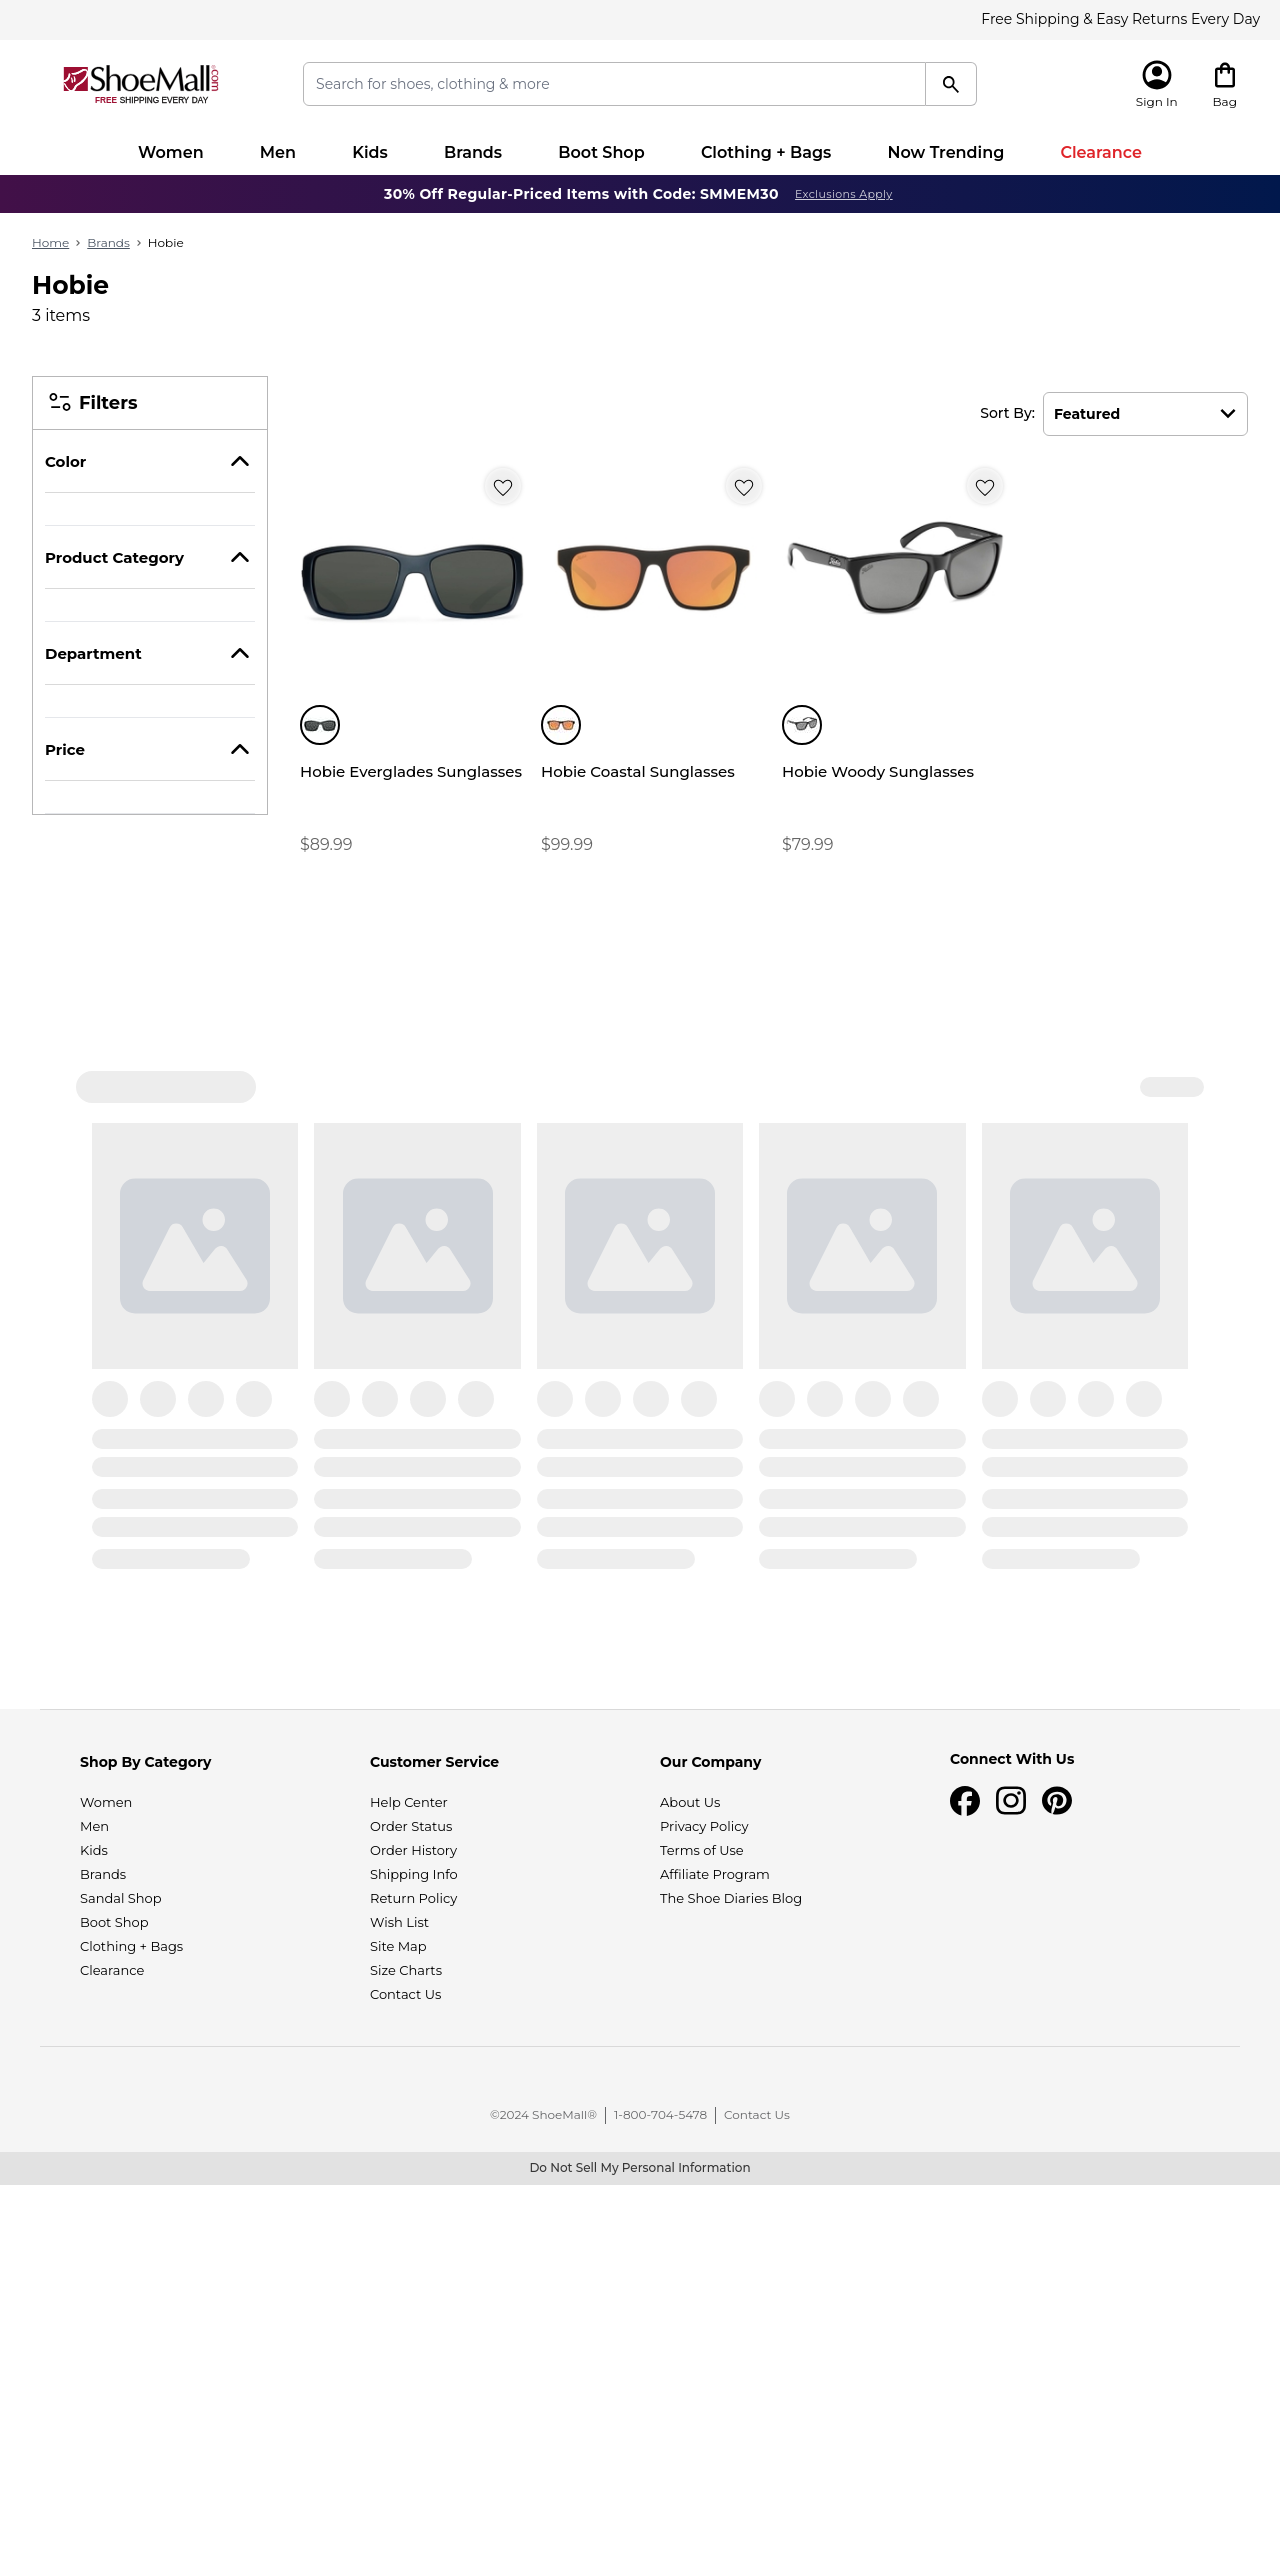 Free Shipping & Easy Returns Every Day
ShoeMall.com
FREE SHIPPING EVERY DAY
Search for shoes, clothing & more
Sign In
Bag
Women Men Kids Brands Boot Shop Clothing + Bags Now Trending Clearance
30% Off Regular-Priced Items with Code: SMMEM30 Exclusions Apply
Home > Brands > Hobie
Hobie
3 items
Filters
Sort By: Featured
Color
Product Category
Department
Price
Hobie Everglades Sunglasses
$89.99
Hobie Coastal Sunglasses
$99.99
Hobie Woody Sunglasses
$79.99
Shop By Category
Women
Men
Kids
Brands
Sandal Shop
Boot Shop
Clothing + Bags
Clearance
Customer Service
Help Center
Order Status
Order History
Shipping Info
Return Policy
Wish List
Site Map
Size Charts
Contact Us
Our Company
About Us
Privacy Policy
Terms of Use
Affiliate Program
The Shoe Diaries Blog
Connect With Us
©2024 ShoeMall® | 1-800-704-5478 | Contact Us
Do Not Sell My Personal Information